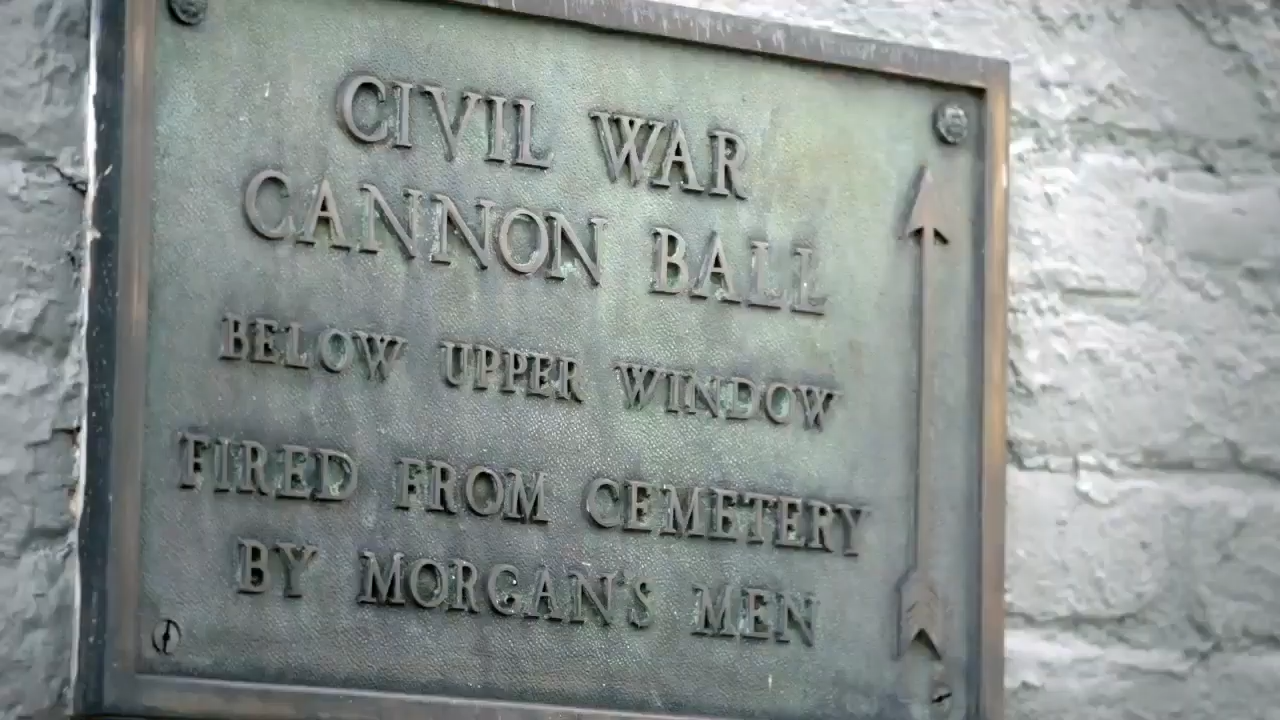 CIVIL WAR
CANNON BALL
BELOW UPPER WINDOW
FIRED FROM CEMETERY
BY MORGAN'S MEN